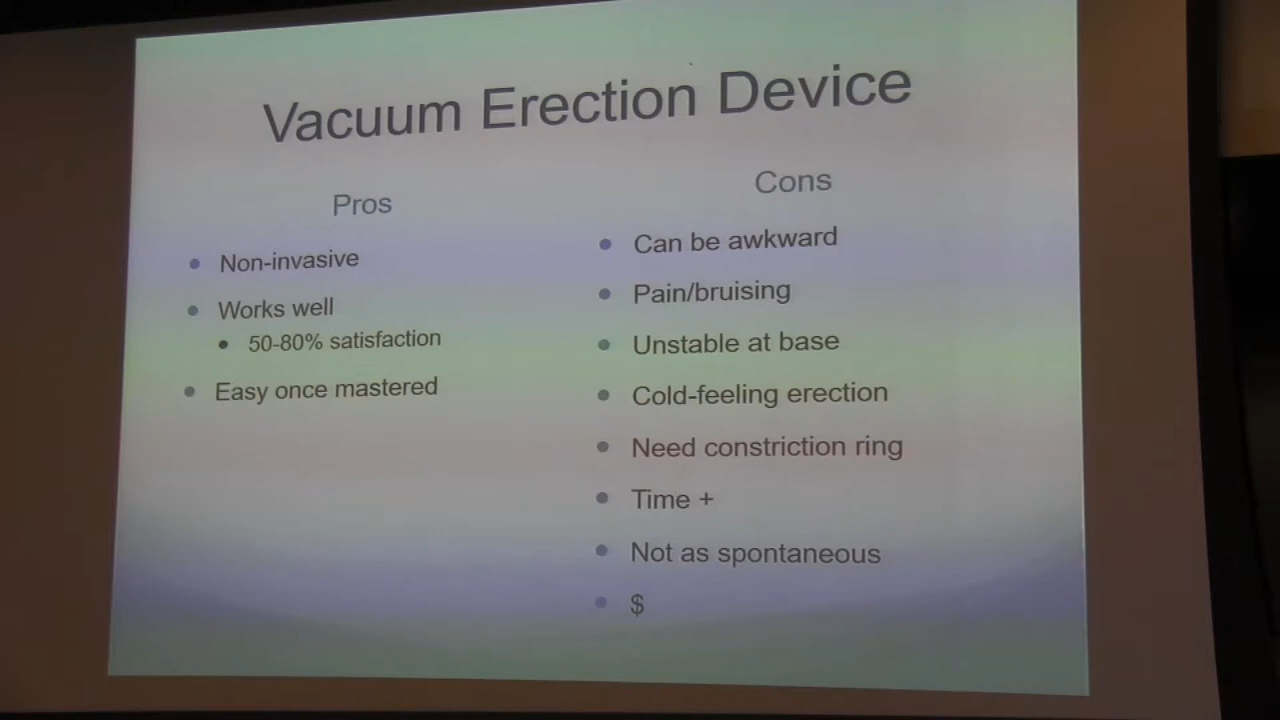 Vacuum Erection Device
Pros
Non-invasive
Works well
50-80% satisfaction
Easy once mastered
Cons
Can be awkward
Pain/bruising
Unstable at base
Cold-feeling erection
Need constriction ring
Time +
Not as spontaneous
$